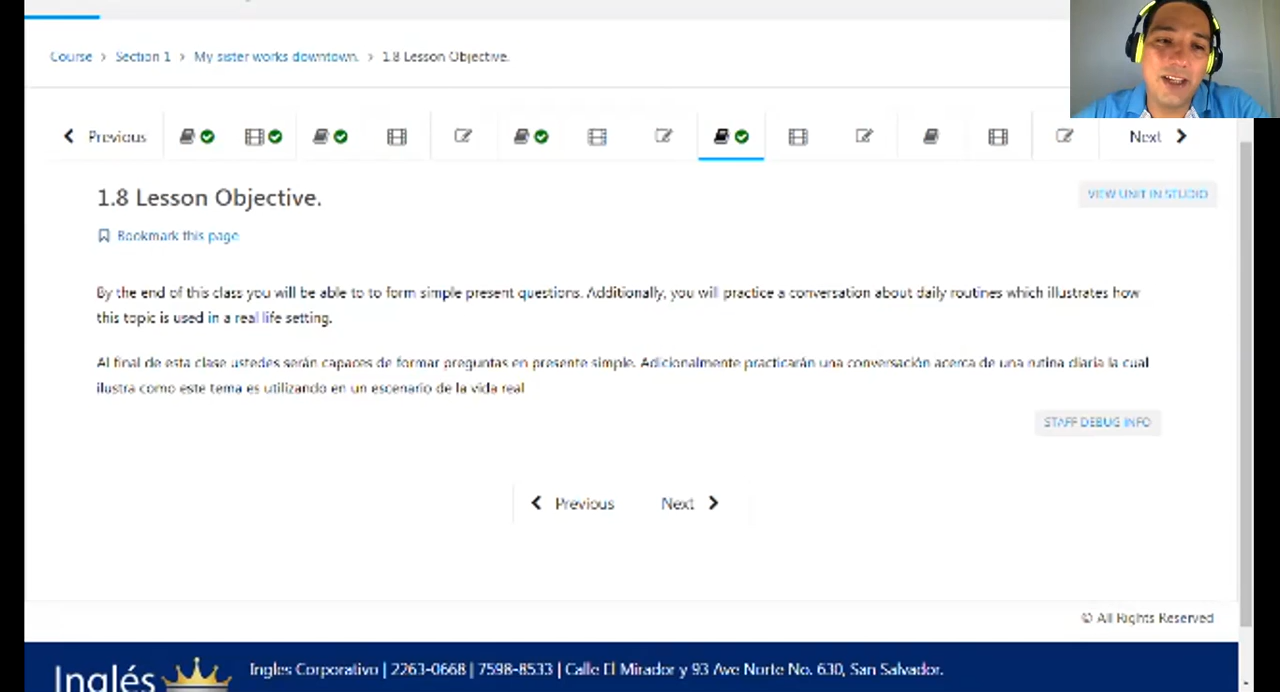 Course > Section 1 > My sister works downtown. > 1.8 Lesson Objective.
Previous
Next
1.8 Lesson Objective.
VIEW UNIT IN STUDIO
Bookmark this page
By the end of this class you will be able to to form simple present questions. Additionally, you will practice a conversation about daily routines which illustrates how
this topic is used in a real life setting.
Al final de esta clase ustedes serán capaces de formar preguntas en presente simple. Adicionalmente practicarán una conversación acerca de una rutina diaria la cual
ilustra como este tema es utilizando en un escenario de la vida real
STAFF DEBUG INFO
Previous Next
© All Rights Reserved
Inglés
Ingles Corporativo | 2263-0668 | 7598-8533 | Calle El Mirador y 93 Ave Norte No. 630, San Salvador.